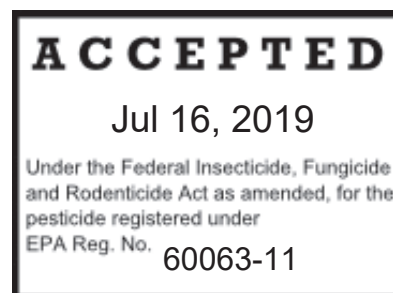 ACCEPTED
Jul 16, 2019
Under the Federal Insecticide, Fungicide
and Rodenticide Act as amended, for the
pesticide registered under
EPA Reg. No. 60063-11